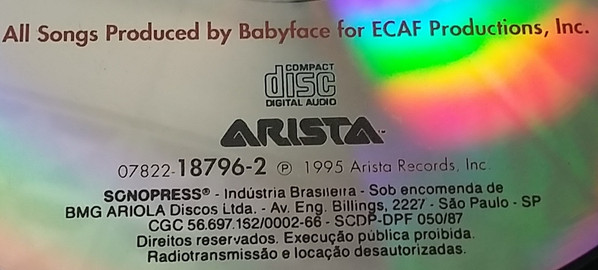 All Songs Produced by Babyface for ECAF Productions, Inc.
COMPACT
disc
DIGITAL AUDIO
ARISTA
07822-18796-2 ℗ 1995 Arista Records, Inc.
SONOPRESS® - Indústria Brasileira - Sob encomenda de
BMG ARIOLA Discos Ltda. - Av. Eng. Billings, 2227 - São Paulo - SP
CGC 56.697.162/0002-66 - SCDP-DPF 050/87
Direitos reservados. Execução pública proibida.
Radiotransmissão e locação desautorizadas.